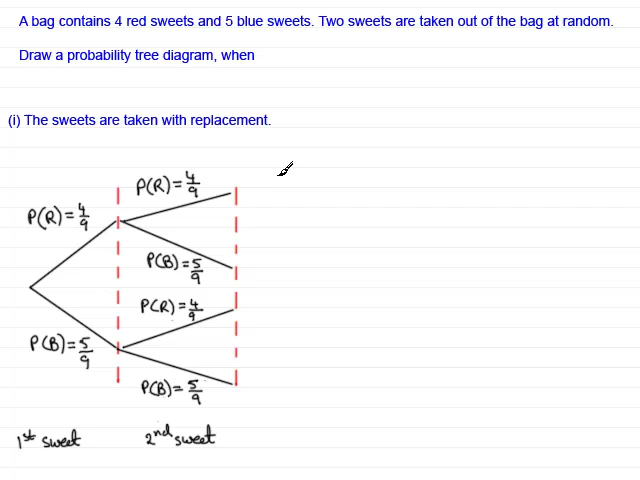 A bag contains 4 red sweets and 5 blue sweets. Two sweets are taken out of the bag at random.
Draw a probability tree diagram, when
(i) The sweets are taken with replacement.
P(R) = 4/9
P(R) = 4/9
P(B) = 5/9
P(R) = 4/9
P(B) = 5/9
P(B) = 5/9
1st sweet
2nd sweet